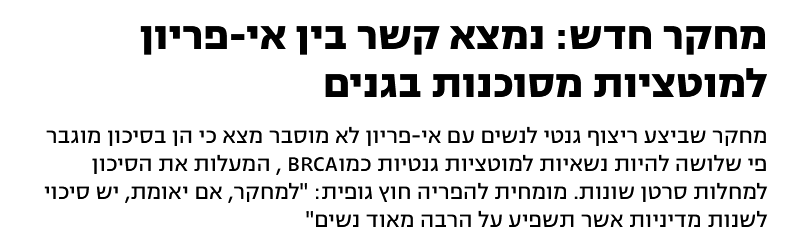 מחקר חדש: נמצא קשר בין אי-פריון
למוטציות מסוכנות בגנים
מחקר שביצע ריצוף גנטי לנשים עם אי-פריון לא מוסבר מצא כי הן בסיכון מוגבר
פי שלושה להיות נשאיות למוטציות גנטיות כמוBRCA , המעלות את הסיכון
למחלות סרטן שונות. מומחית להפריה חוץ גופית: "למחקר, אם יאומת, יש סיכוי
לשנות מדיניות אשר תשפיע על הרבה מאוד נשים"